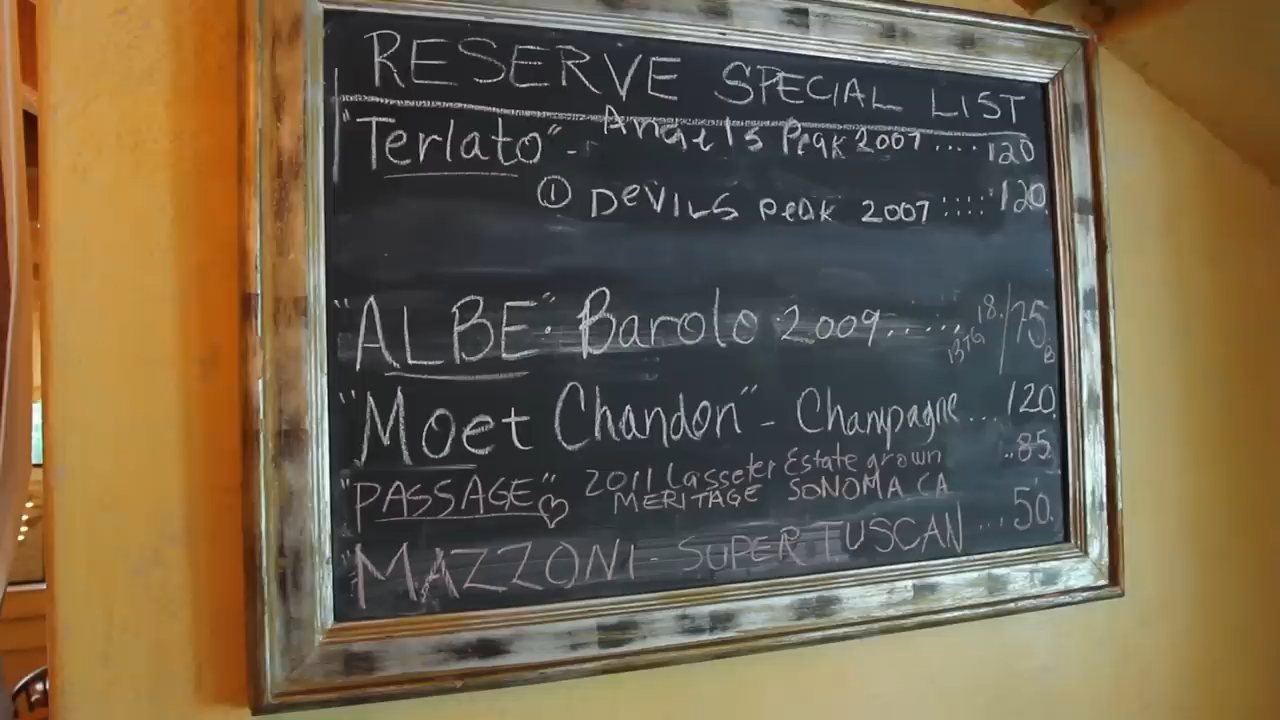 RESERVE SPECIAL LIST
"Terlato" - Angels Peak 2007 .... 120
① DEVILS Peak 2007 :::: 120
"ALBE" · Barolo 2009...... 18./75
B
"Moet Chandon" - Champagne... 120
"PASSAGE"♡ 2011 Lasseter Estate grown ..85
MERITAGE SONOMA CA
"MAZZONI - SUPER TUSCAN ...50.